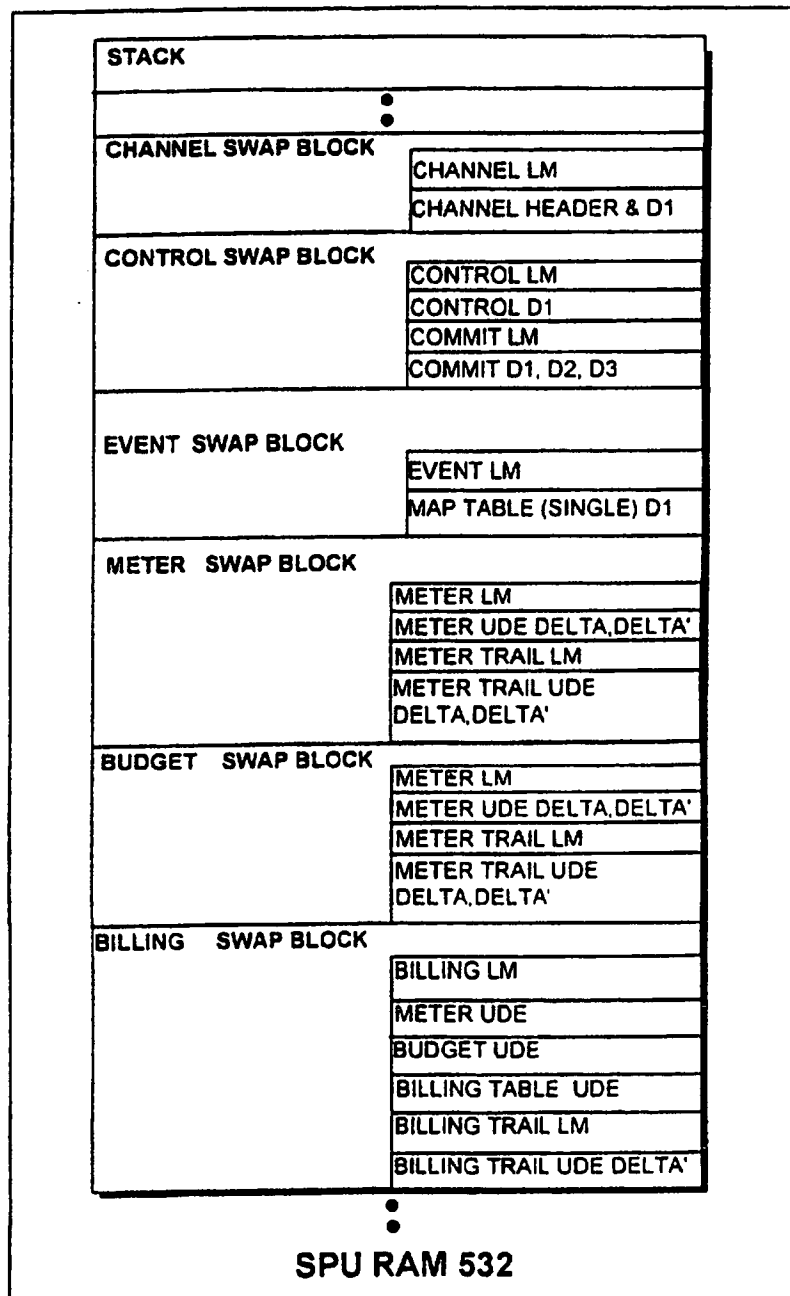 STACK
CHANNEL SWAP BLOCK
CHANNEL LM
CHANNEL HEADER & D1
CONTROL SWAP BLOCK
CONTROL LM
CONTROL D1
COMMIT LM
COMMIT D1, D2, D3
EVENT SWAP BLOCK
EVENT LM
MAP TABLE (SINGLE) D1
METER SWAP BLOCK
METER LM
METER UDE DELTA,DELTA'
METER TRAIL LM
METER TRAIL UDE
DELTA,DELTA'
BUDGET SWAP BLOCK
METER LM
METER UDE DELTA,DELTA'
METER TRAIL LM
METER TRAIL UDE
DELTA,DELTA'
BILLING SWAP BLOCK
BILLING LM
METER UDE
BUDGET UDE
BILLING TABLE UDE
BILLING TRAIL LM
BILLING TRAIL UDE DELTA'
SPU RAM 532